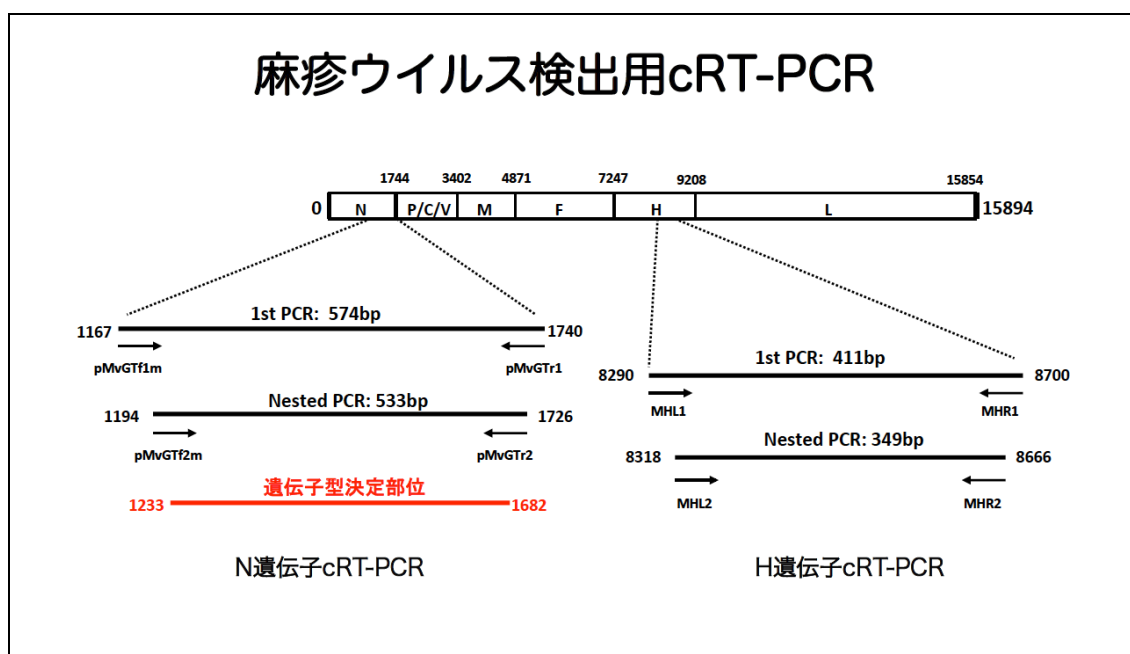 麻疹ウイルス検出用cRT-PCR
1744 3402 4871 7247 9208 15854
0 N P/C/V M F H L 15894
1st PCR: 574bp
1167 1740
pMvGTf1m pMvGTr1
Nested PCR: 533bp
1194 1726
pMvGTf2m pMvGTr2
遺伝子型決定部位
1233 1682
N遺伝子cRT-PCR
1st PCR: 411bp
8290 8700
MHL1 MHR1
Nested PCR: 349bp
8318 8666
MHL2 MHR2
H遺伝子cRT-PCR